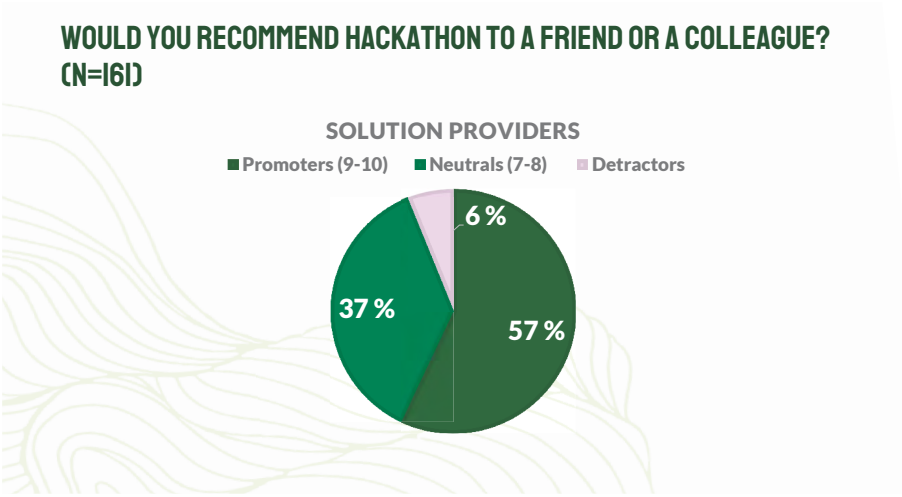 WOULD YOU RECOMMEND HACKATHON TO A FRIEND OR A COLLEAGUE?
(N=161)
SOLUTION PROVIDERS
Promoters (9-10) Neutrals (7-8) Detractors
6 %
37 %
57 %